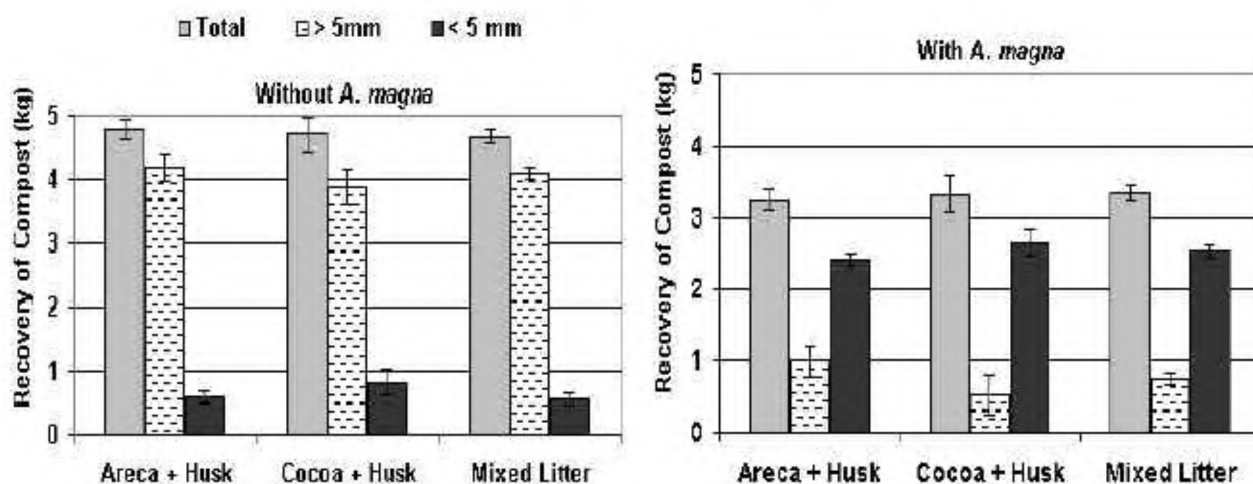 Total > 5mm < 5 mm
Without A. magna
Recovery of Compost (kg)
5
4
3
2
1
0
Areca + Husk Cocoa + Husk Mixed Litter
With A. magna
Recovery of Compost (kg)
5
4
3
2
1
0
Areca + Husk Cocoa + Husk Mixed Litter